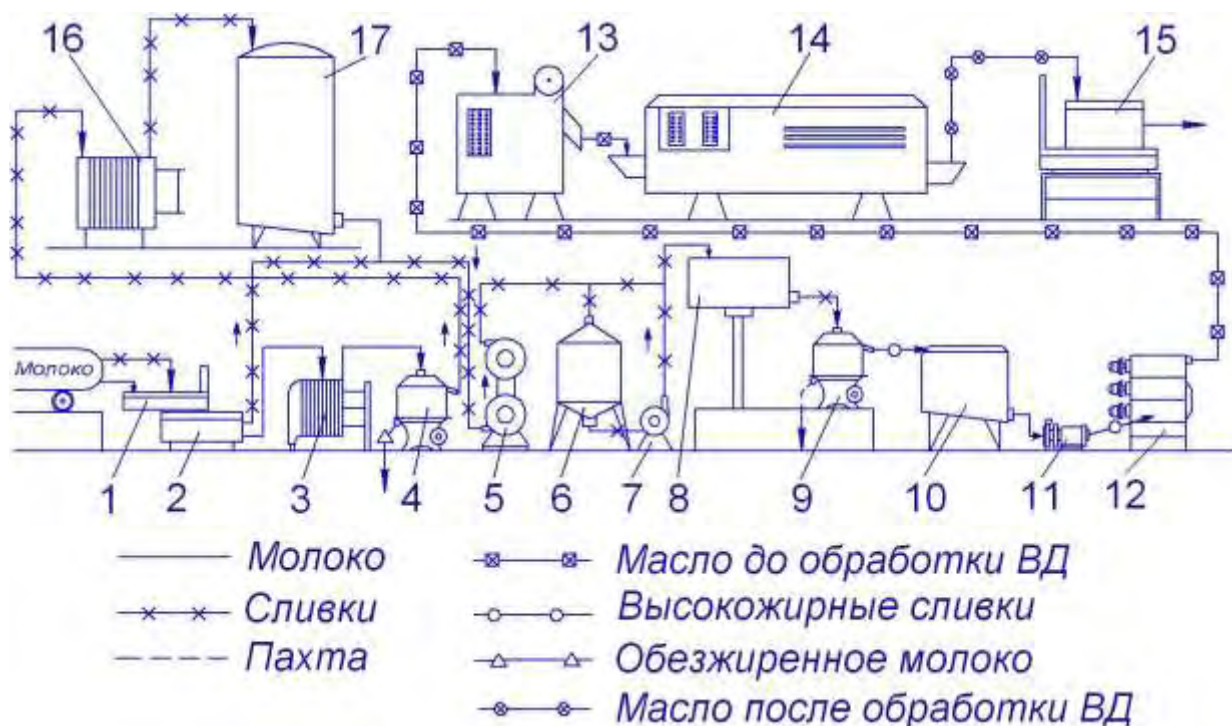 16
17
13
14
15
Молоко
1
2
3
4
5
6
7
8
9
10
11
12
Молоко
Сливки
Пахта
Масло до обработки ВД
Высокожирные сливки
Обезжиренное молоко
Масло после обработки ВД